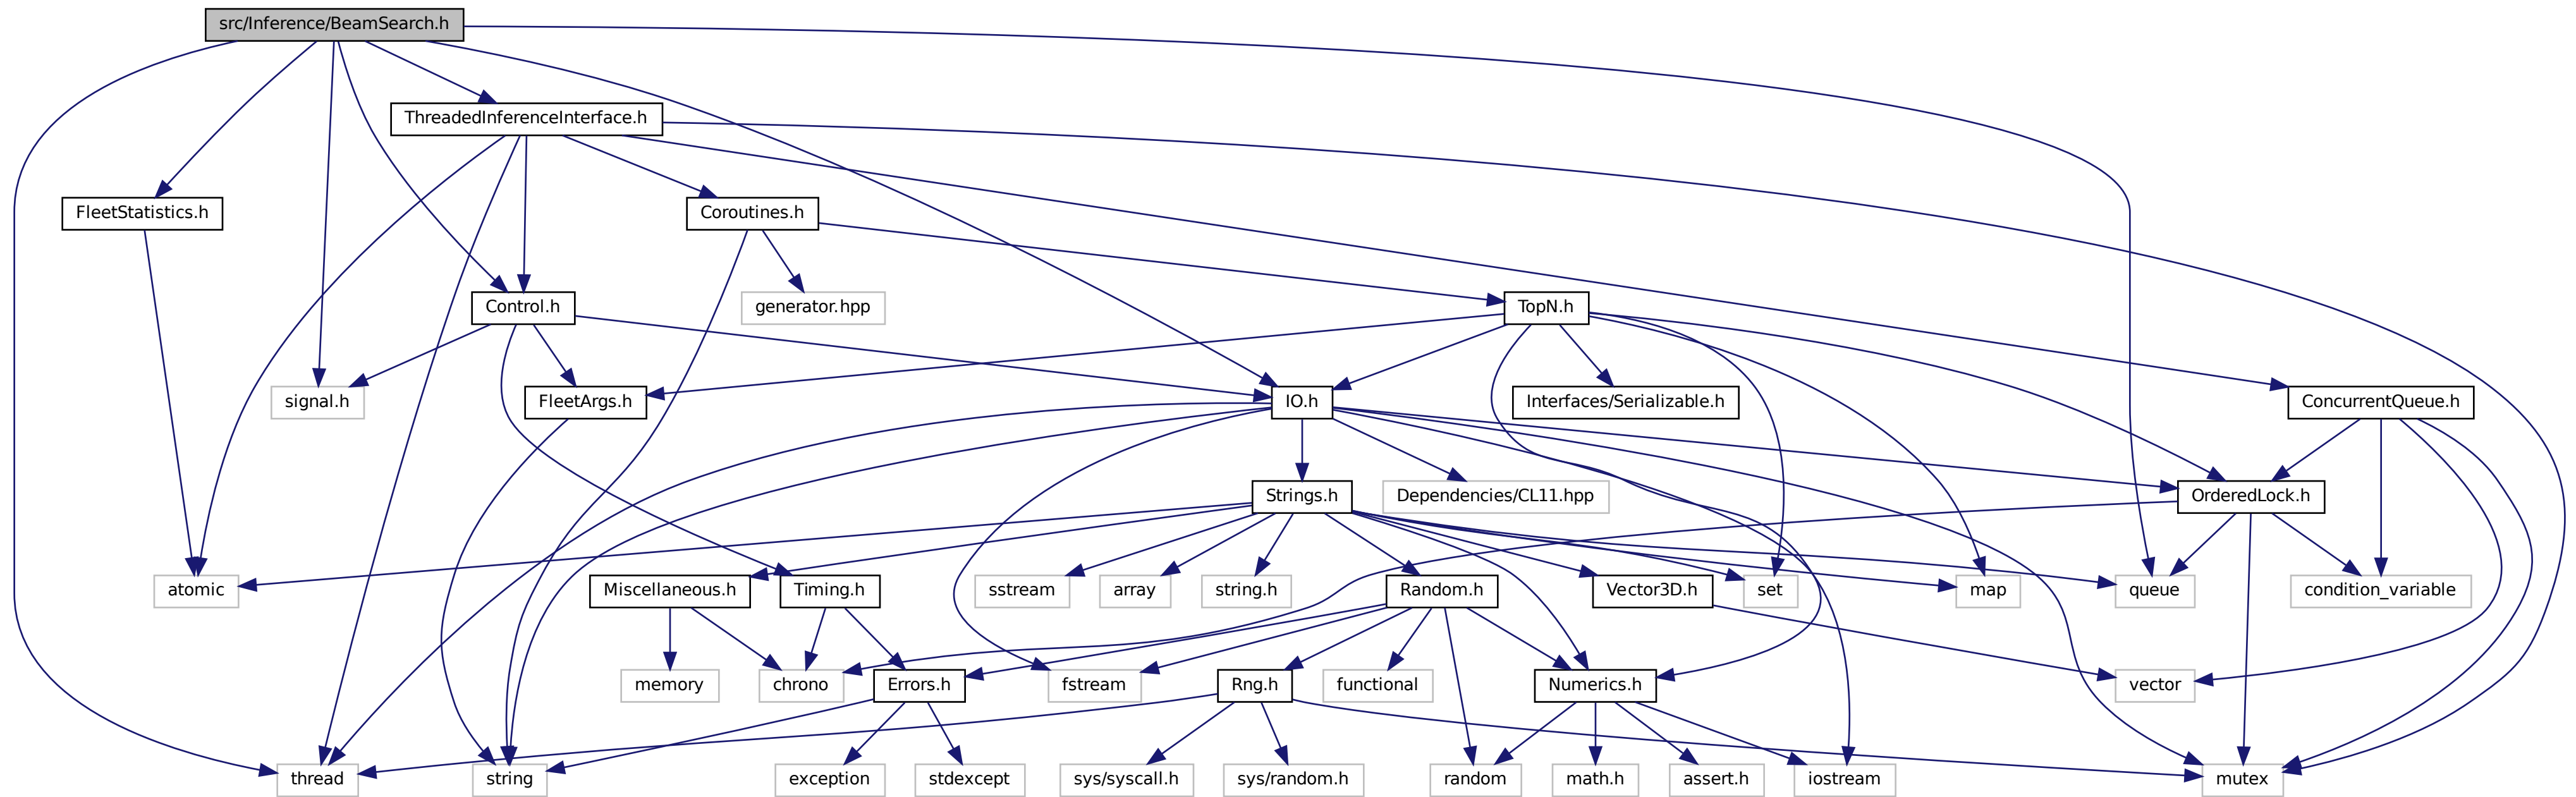 src/Inference/BeamSearch.h
ThreadedInferenceInterface.h
FleetStatistics.h
Coroutines.h
Control.h
generator.hpp
TopN.h
signal.h
FleetArgs.h
IO.h
Interfaces/Serializable.h
ConcurrentQueue.h
Strings.h
Dependencies/CL11.hpp
OrderedLock.h
atomic
Miscellaneous.h
Timing.h
sstream
array
string.h
Random.h
Vector3D.h
set
map
queue
condition_variable
memory
chrono
Errors.h
fstream
Rng.h
functional
Numerics.h
vector
thread
string
exception
stdexcept
sys/syscall.h
sys/random.h
random
math.h
assert.h
iostream
mutex